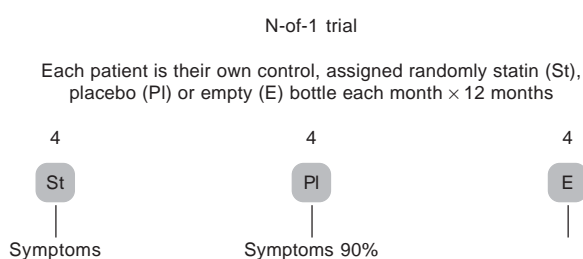 N-of-1 trial
Each patient is their own control, assigned randomly statin (St),
placebo (Pl) or empty (E) bottle each month × 12 months
4 4 4
St Pl E
Symptoms Symptoms 90%